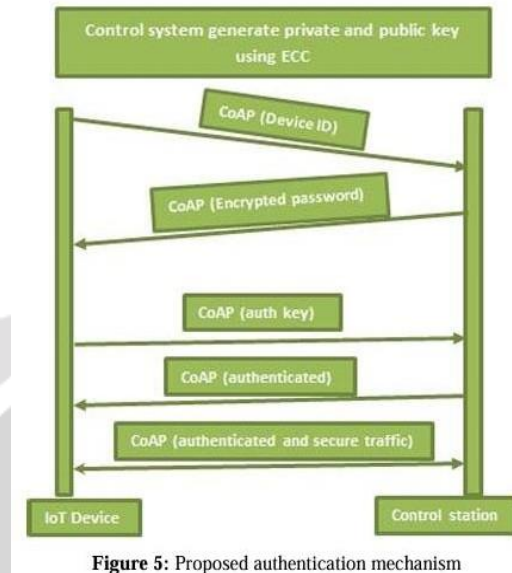 Control system generate private and public key
using ECC
CoAP (Device ID)
CoAP (Encrypted password)
CoAP (auth key)
CoAP (authenticated)
CoAP (authenticated and secure traffic)
IoT Device
Control station
Figure 5: Proposed authentication mechanism